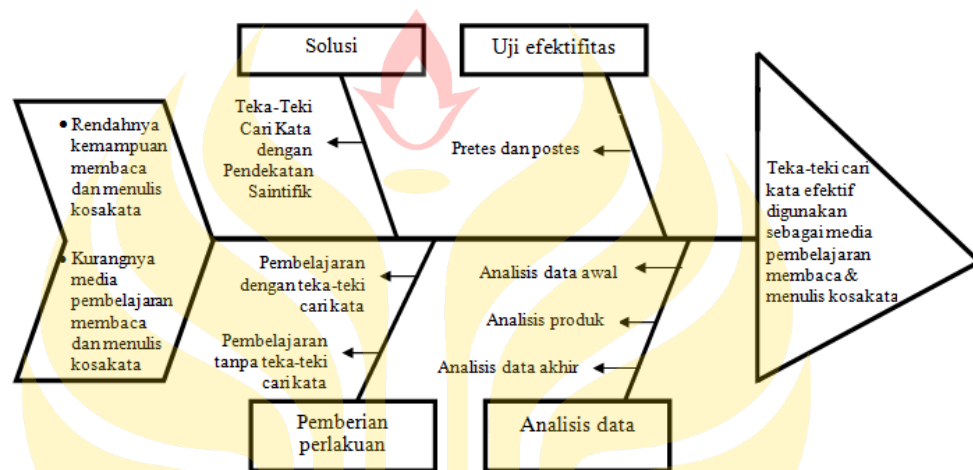 Solusi
Uji efektifitas
Teka-Teki
Cari Kata
dengan
Pendekatan
Saintifik
Pretes dan postes
• Rendahnya
kemampuan
membaca
dan menulis
kosakata
• Kurangnya
media
pembelajaran
membaca
dan menulis
kosakata
Teka-teki cari
kata efektif
digunakan
sebagai media
pembelajaran
membaca &
menulis kosakata
Pembelajaran
dengan teka-teki
cari kata
Pembelajaran
tanpa teka-teki
cari kata
Analisis data awal
Analisis produk
Analisis data akhir
Pemberian
perlakuan
Analisis data